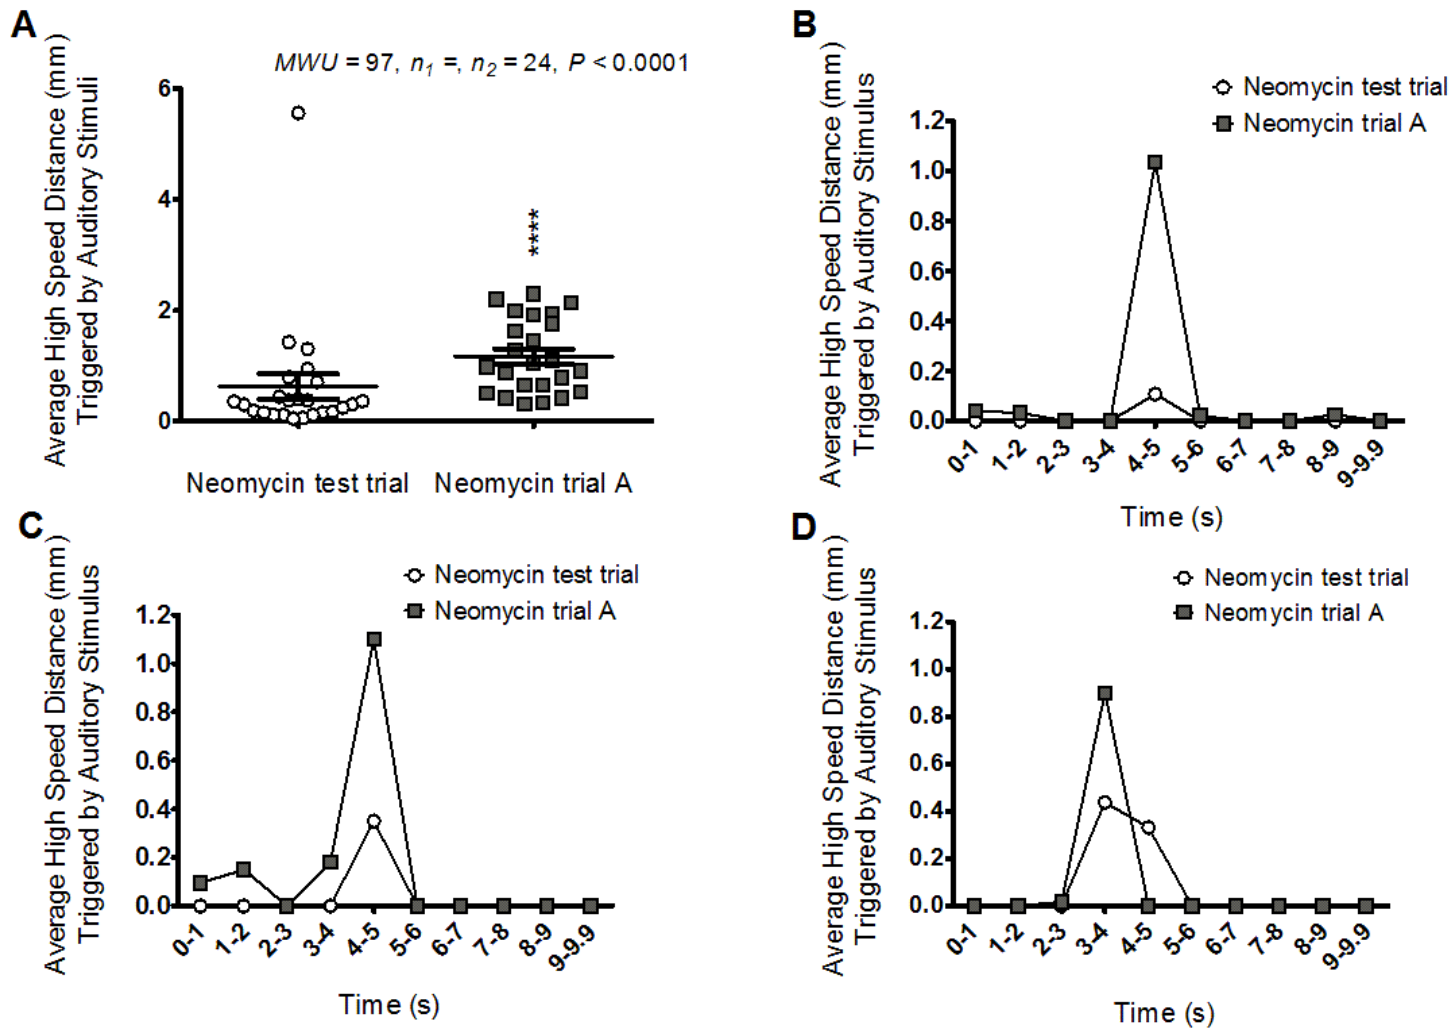 A
MWU = 97, n1 =, n2 = 24, P < 0.0001
Average High Speed Distance (mm)
Triggered by Auditory Stimuli
6
4
2
0
****
Neomycin test trial
Neomycin trial A
B
Neomycin test trial
Neomycin trial A
Average High Speed Distance (mm)
Triggered by Auditory Stimulus
1.2
1.0
0.8
0.6
0.4
0.2
0.0
0-1
1-2
2-3
3-4
4-5
5-6
6-7
7-8
8-9
9-9.9
Time (s)
C
Neomycin test trial
Neomycin trial A
Average High Speed Distance (mm)
Triggered by Auditory Stimulus
1.2
1.0
0.8
0.6
0.4
0.2
0.0
0-1
1-2
2-3
3-4
4-5
5-6
6-7
7-8
8-9
9-9.9
Time (s)
D
Neomycin test trial
Neomycin trial A
Average High Speed Distance (mm)
Triggered by Auditory Stimulus
1.2
1.0
0.8
0.6
0.4
0.2
0.0
0-1
1-2
2-3
3-4
4-5
5-6
6-7
7-8
8-9
9-9.9
Time (s)